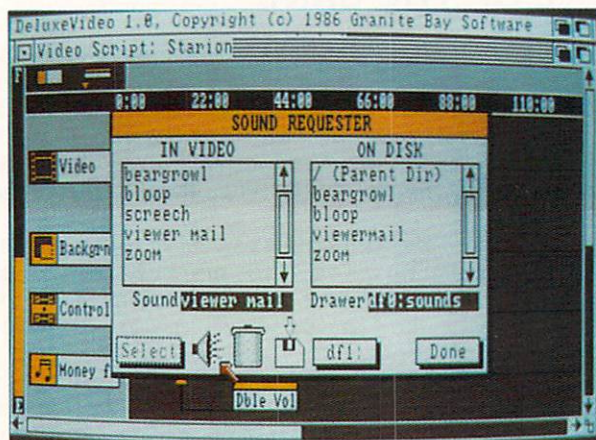 DeluxeVideo 1.0, Copyright (c) 1986 Granite Bay Software
Video Script: Starion
F
0:00 22:00 44:00 66:00 88:00 110:00
SOUND REQUESTER
IN VIDEO
beargrowl
bloop
screech
viewer mail
zoom
Sound viewer mail
ON DISK
/ (Parent Dir)
beargrowl
bloop
viewermail
zoom
Drawer df0:sounds
Select
df1:
Done
Video
Backgrn
Control
Money f
Dble Vol
E